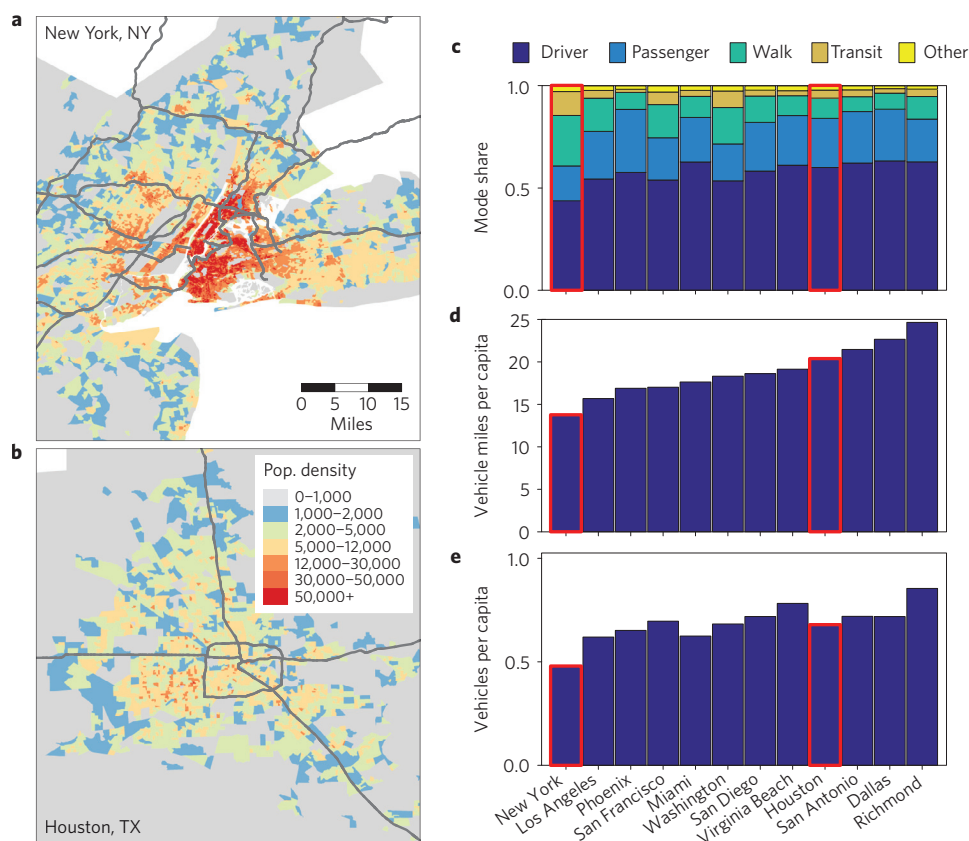 a
New York, NY
0 5 10 15
Miles
b
Pop. density
0–1,000
1,000–2,000
2,000–5,000
5,000–12,000
12,000–30,000
30,000–50,000
50,000+
Houston, TX
c
Driver Passenger Walk Transit Other
1.0
0.5
0.0
Mode share
d
25
20
15
10
5
0
Vehicle miles per capita
e
1.0
0.5
0.0
Vehicles per capita
New York
Los Angeles
Phoenix
San Francisco
Miami
Washington
San Diego
Virginia Beach
Houston
San Antonio
Dallas
Richmond